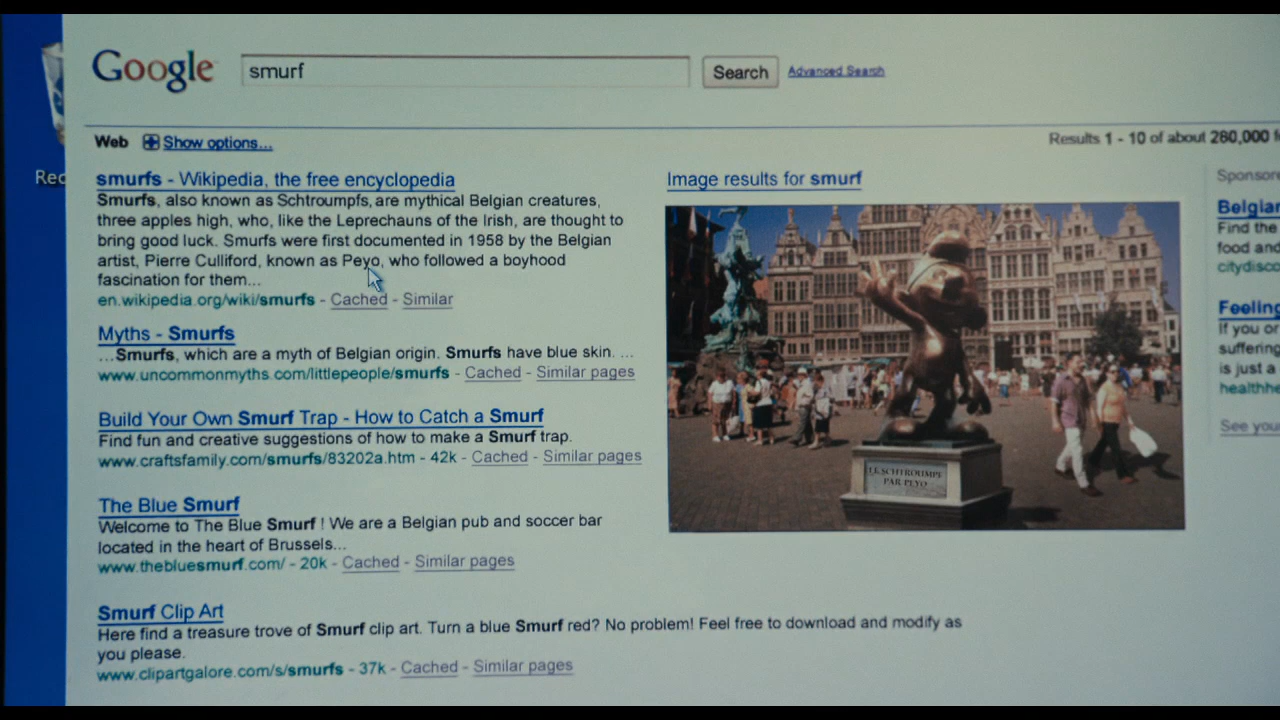 Google
smurf
Search
Advanced Search
Web
Show options...
Results 1 - 10 of about 280,000
smurfs - Wikipedia, the free encyclopedia
Smurfs, also known as Schtroumpfs, are mythical Belgian creatures,
three apples high, who, like the Leprechauns of the Irish, are thought to
bring good luck. Smurfs were first documented in 1958 by the Belgian
artist, Pierre Culliford, known as Peyo, who followed a boyhood
fascination for them...
en.wikipedia.org/wiki/smurfs - Cached - Similar
Myths - Smurfs
...Smurfs, which are a myth of Belgian origin. Smurfs have blue skin. ...
www.uncommonmyths.com/littlepeople/smurfs - Cached - Similar pages
Build Your Own Smurf Trap - How to Catch a Smurf
Find fun and creative suggestions of how to make a Smurf trap.
www.craftsfamily.com/smurfs/83202a.htm - 42k - Cached - Similar pages
The Blue Smurf
Welcome to The Blue Smurf ! We are a Belgian pub and soccer bar
located in the heart of Brussels...
www.thebluesmurf.com/ - 20k - Cached - Similar pages
Smurf Clip Art
Here find a treasure trove of Smurf clip art. Turn a blue Smurf red? No problem! Feel free to download and modify as
you please.
www.clipartgalore.com/s/smurfs - 37k - Cached - Similar pages
Image results for smurf
LE SCHTROUMPF
PAR PEYO
Sponsore
Belgian
Find the
food and
citydisco
Feeling
If you or
suffering
is just a
healthhe
See your
Rec